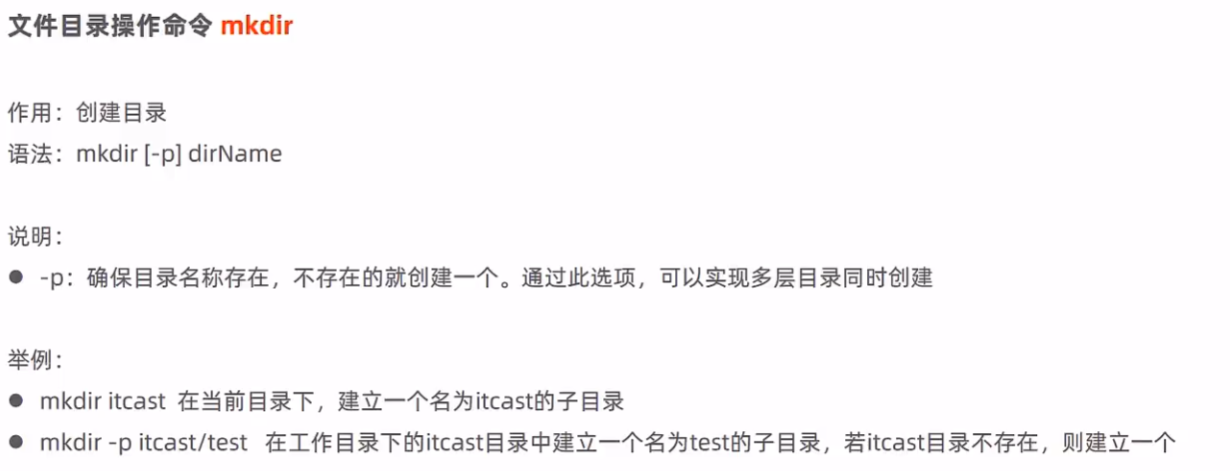 文件目录操作命令 mkdir
作用：创建目录
语法：mkdir [-p] dirName
说明：
● -p：确保目录名称存在，不存在的就创建一个。通过此选项，可以实现多层目录同时创建
举例：
● mkdir itcast 在当前目录下，建立一个名为itcast的子目录
● mkdir -p itcast/test 在工作目录下的itcast目录中建立一个名为test的子目录，若itcast目录不存在，则建立一个